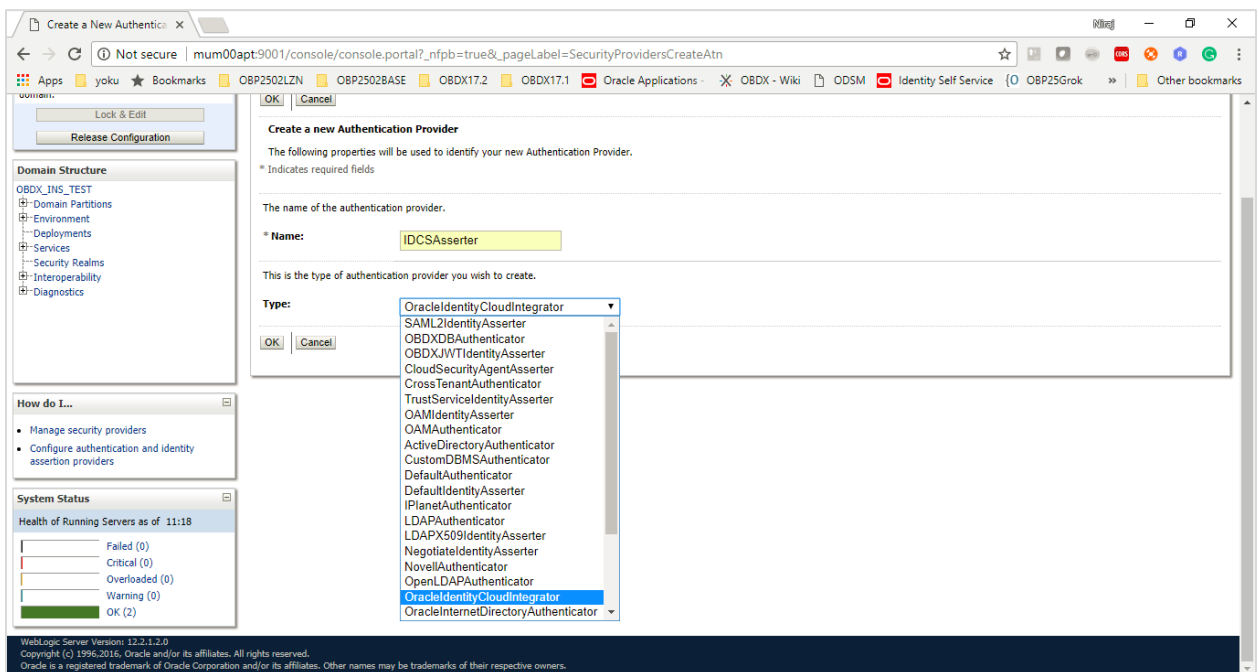 Create a New Authentica
Niraj
Not secure | mum00apt:9001/console/console.portal?_nfpb=true&_pageLabel=SecurityProvidersCreateAtn
Apps yoku Bookmarks OBP2502LZN OBP2502BASE OBDX17.2 OBDX17.1 Oracle Applications - OBDX - Wiki ODSM Identity Self Service OBP25Grok » Other bookmarks
domain.
Lock & Edit
Release Configuration
Domain Structure
OBDX_INS_TEST
Domain Partitions
Environment
Deployments
Services
Security Realms
Interoperability
Diagnostics
How do I...
Manage security providers
Configure authentication and identity
assertion providers
System Status
Health of Running Servers as of 11:18
Failed (0)
Critical (0)
Overloaded (0)
Warning (0)
OK (2)
OK Cancel
Create a new Authentication Provider
The following properties will be used to identify your new Authentication Provider.
* Indicates required fields
The name of the authentication provider.
* Name: IDCSAsserter
This is the type of authentication provider you wish to create.
Type: OracleIdentityCloudIntegrator
SAML2IdentityAsserter
OBDXDBAuthenticator
OBDXJWTIdentityAsserter
CloudSecurityAgentAsserter
CrossTenantAuthenticator
TrustServiceIdentityAsserter
OAMIdentityAsserter
OAMAuthenticator
ActiveDirectoryAuthenticator
CustomDBMSAuthenticator
DefaultAuthenticator
DefaultIdentityAsserter
IPlanetAuthenticator
LDAPAuthenticator
LDAPX509IdentityAsserter
NegotiateIdentityAsserter
NovellAuthenticator
OpenLDAPAuthenticator
OracleIdentityCloudIntegrator
OracleInternetDirectoryAuthenticator
OK Cancel
WebLogic Server Version: 12.2.1.2.0
Copyright (c) 1996,2016, Oracle and/or its affiliates. All rights reserved.
Oracle is a registered trademark of Oracle Corporation and/or its affiliates. Other names may be trademarks of their respective owners.